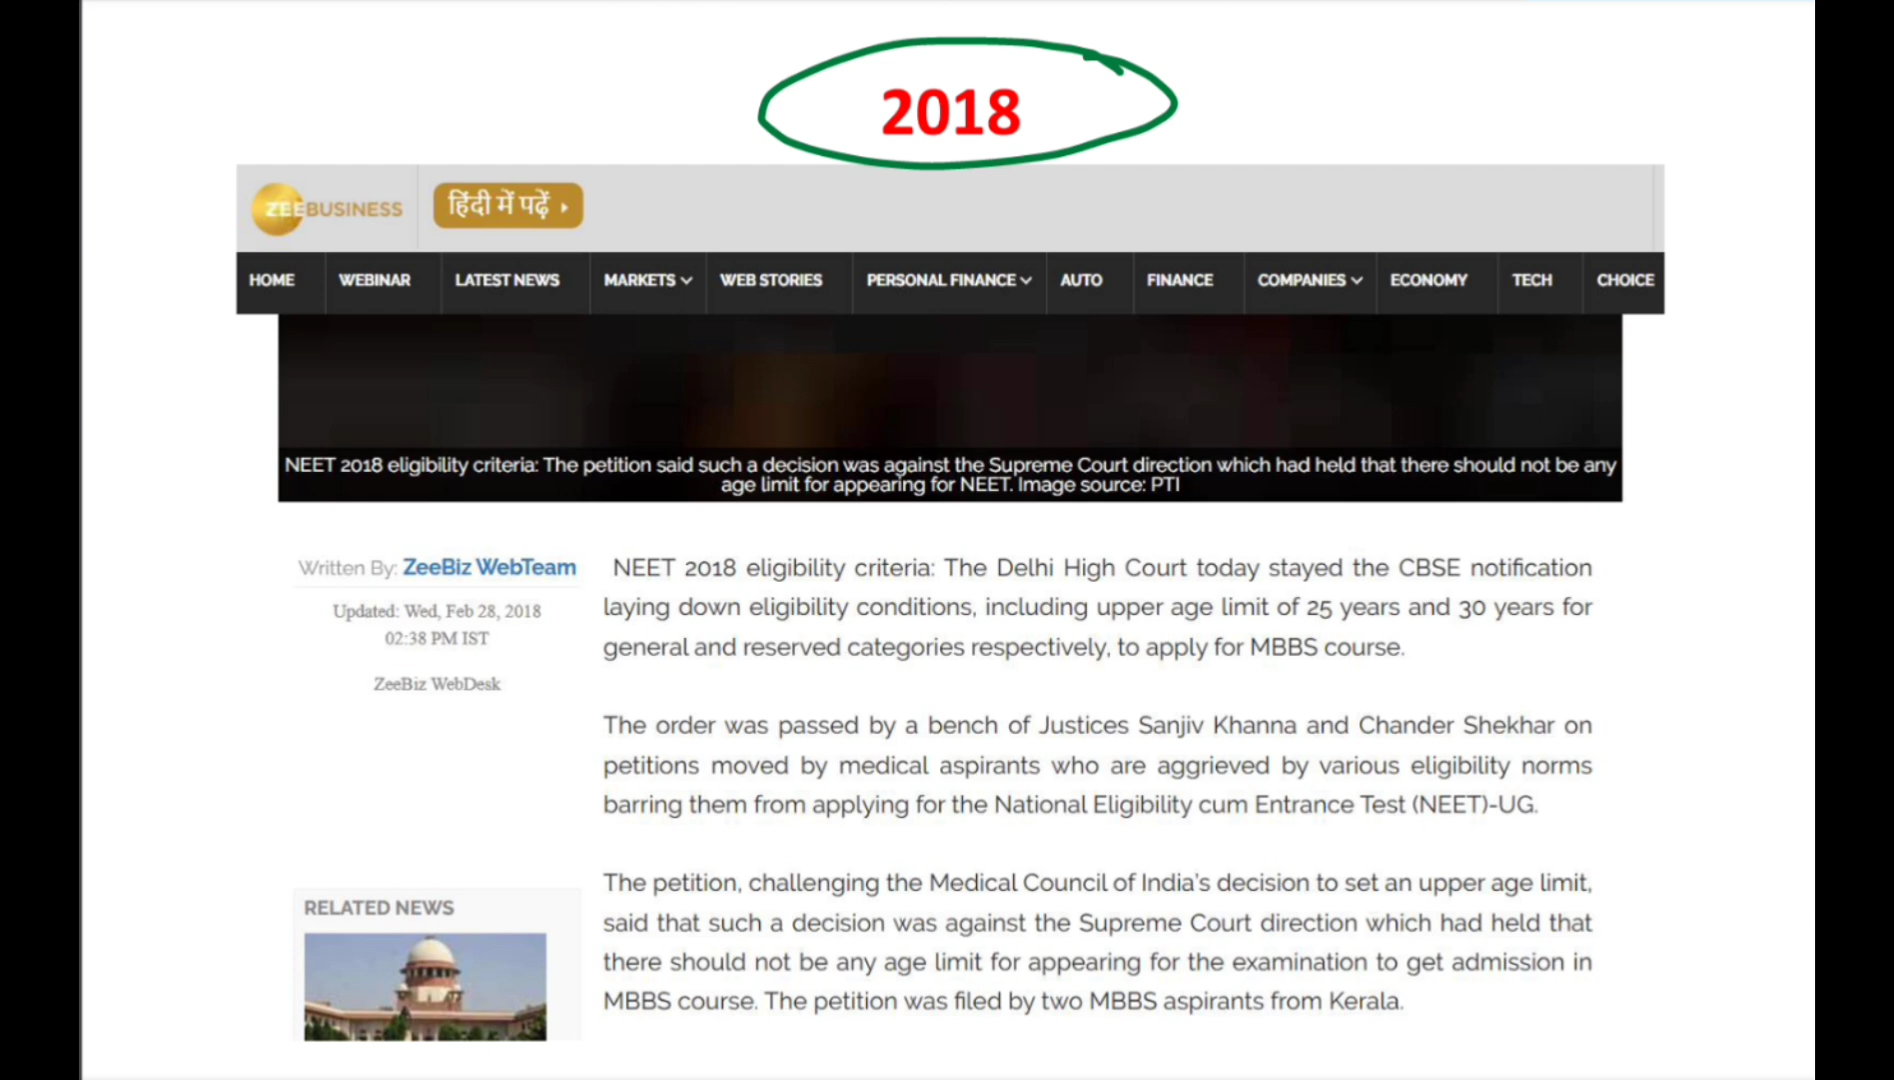 2018
ZEEBUSINESS
हिंदी में पढ़ें
HOME WEBINAR LATEST NEWS MARKETS WEB STORIES PERSONAL FINANCE AUTO FINANCE COMPANIES ECONOMY TECH CHOICE
NEET 2018 eligibility criteria: The petition said such a decision was against the Supreme Court direction which had held that there should not be any
age limit for appearing for NEET. Image source: PTI
Written By: ZeeBiz WebTeam
Updated: Wed, Feb 28, 2018
02:38 PM IST
ZeeBiz WebDesk
NEET 2018 eligibility criteria: The Delhi High Court today stayed the CBSE notification
laying down eligibility conditions, including upper age limit of 25 years and 30 years for
general and reserved categories respectively, to apply for MBBS course.
The order was passed by a bench of Justices Sanjiv Khanna and Chander Shekhar on
petitions moved by medical aspirants who are aggrieved by various eligibility norms
barring them from applying for the National Eligibility cum Entrance Test (NEET)-UG.
The petition, challenging the Medical Council of India's decision to set an upper age limit,
said that such a decision was against the Supreme Court direction which had held that
there should not be any age limit for appearing for the examination to get admission in
MBBS course. The petition was filed by two MBBS aspirants from Kerala.
RELATED NEWS